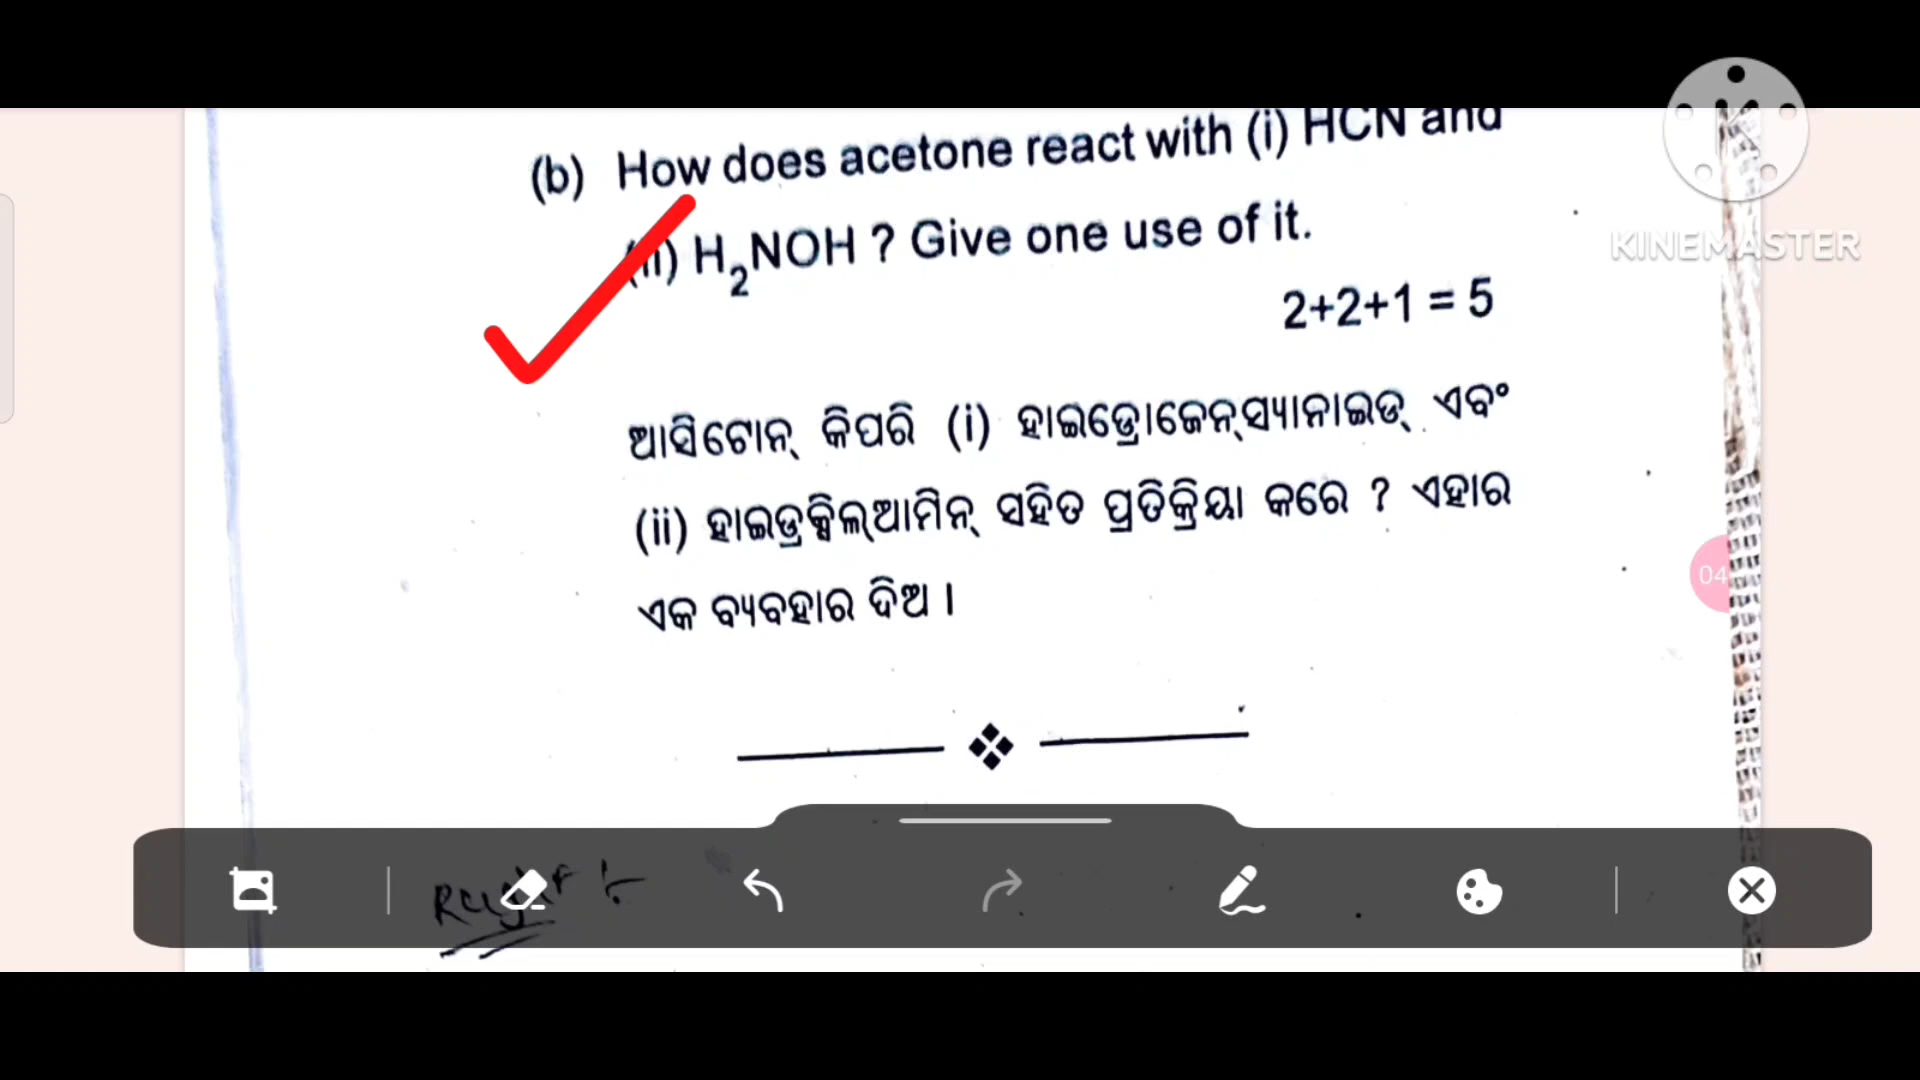 (b) How does acetone react with (i) HCN and
(ii) H₂NOH ? Give one use of it.
2+2+1 = 5
ଆସିଟୋନ୍ କିପରି (i) ହାଇଡ୍ରୋଜେନ୍‌ସ୍ୟାନାଇଡ୍ ଏବଂ
(ii) ହାଇଡ୍ରକ୍ସିଲ୍‌ଆମିନ୍ ସହିତ ପ୍ରତିକ୍ରିୟା କରେ ? ଏହାର
ଏକ ବ୍ୟବହାର ଦିଅ ।
KINEMASTER
04